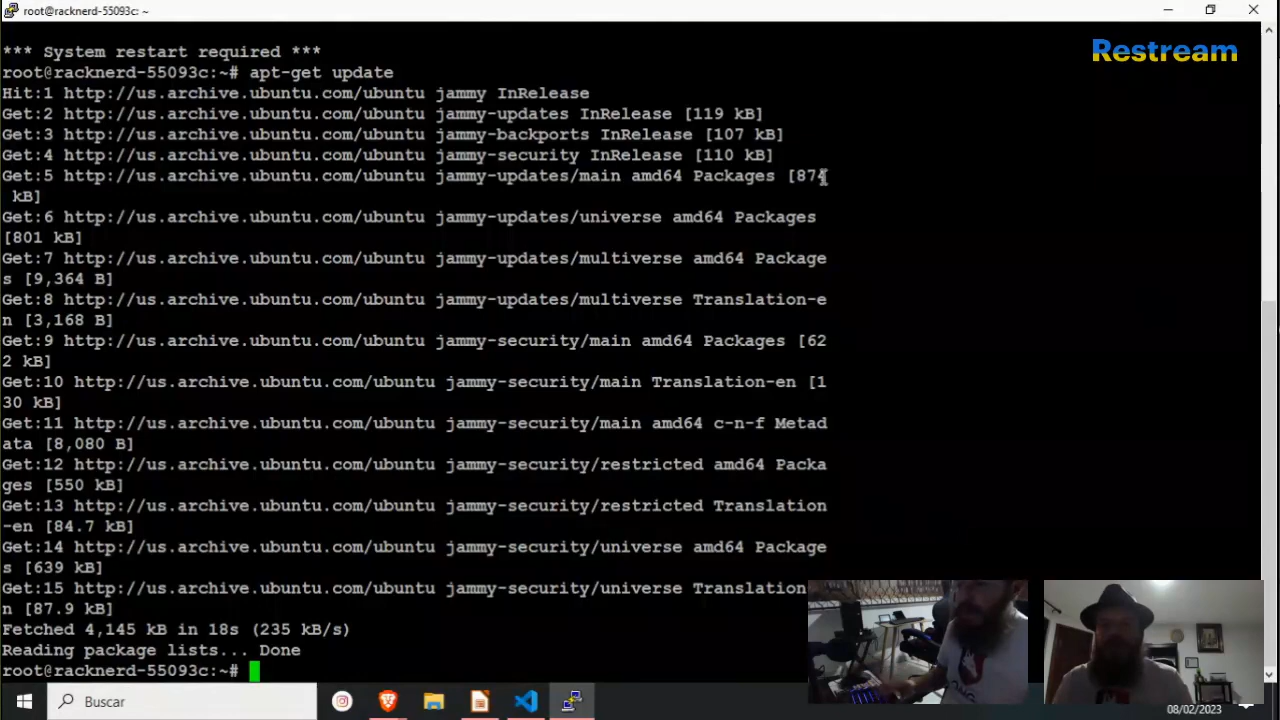 root@racknerd-55093c: ~
*** System restart required ***
Restream
root@racknerd-55093c:~# apt-get update
Hit:1 http://us.archive.ubuntu.com/ubuntu jammy InRelease
Get:2 http://us.archive.ubuntu.com/ubuntu jammy-updates InRelease [119 kB]
Get:3 http://us.archive.ubuntu.com/ubuntu jammy-backports InRelease [107 kB]
Get:4 http://us.archive.ubuntu.com/ubuntu jammy-security InRelease [110 kB]
Get:5 http://us.archive.ubuntu.com/ubuntu jammy-updates/main amd64 Packages [874
kB]
Get:6 http://us.archive.ubuntu.com/ubuntu jammy-updates/universe amd64 Packages
[801 kB]
Get:7 http://us.archive.ubuntu.com/ubuntu jammy-updates/multiverse amd64 Package
s [9,364 B]
Get:8 http://us.archive.ubuntu.com/ubuntu jammy-updates/multiverse Translation-e
n [3,168 B]
Get:9 http://us.archive.ubuntu.com/ubuntu jammy-security/main amd64 Packages [62
2 kB]
Get:10 http://us.archive.ubuntu.com/ubuntu jammy-security/main Translation-en [1
30 kB]
Get:11 http://us.archive.ubuntu.com/ubuntu jammy-security/main amd64 c-n-f Metad
ata [8,080 B]
Get:12 http://us.archive.ubuntu.com/ubuntu jammy-security/restricted amd64 Packa
ges [550 kB]
Get:13 http://us.archive.ubuntu.com/ubuntu jammy-security/restricted Translation
-en [84.7 kB]
Get:14 http://us.archive.ubuntu.com/ubuntu jammy-security/universe amd64 Package
s [639 kB]
Get:15 http://us.archive.ubuntu.com/ubuntu jammy-security/universe Translation
n [87.9 kB]
Fetched 4,145 kB in 18s (235 kB/s)
Reading package lists... Done
root@racknerd-55093c:~#
Buscar
08/02/2023